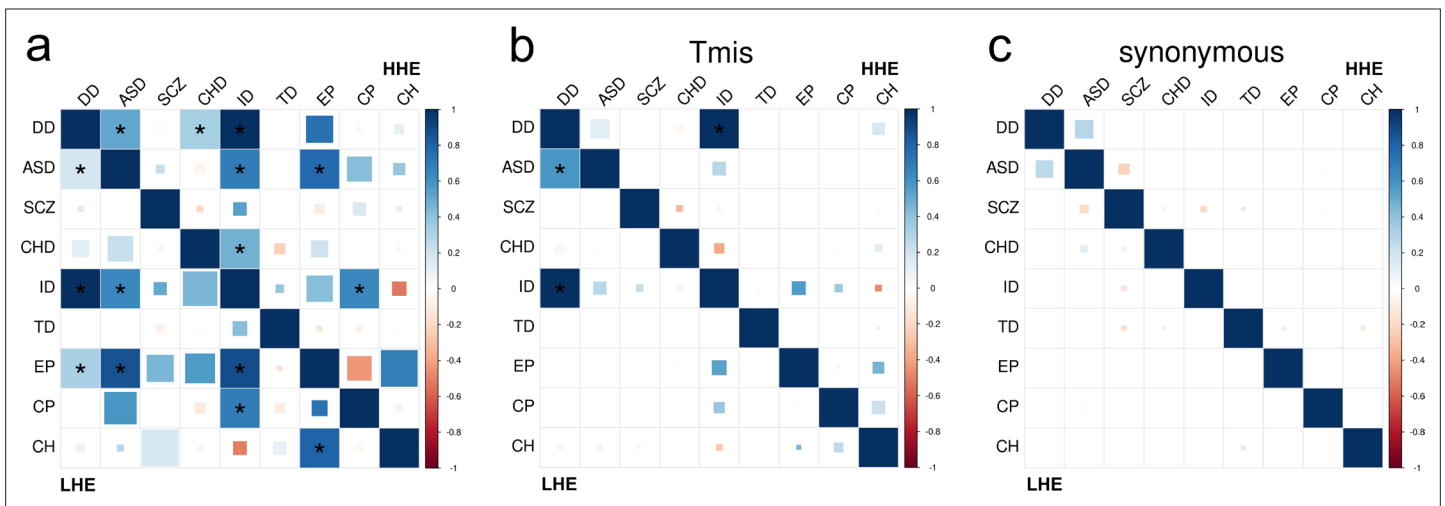 a
HHE
DD ASD SCZ CHD ID TD EP CP CH
DD * * *
ASD * * *
SCZ
CHD *
ID * * *
TD
EP * * *
CP *
CH *
LHE
1
0.8
0.6
0.4
0.2
0
-0.2
-0.4
-0.6
-0.8
-1
b
Tmis
HHE
DD ASD SCZ CHD ID TD EP CP CH
DD *
ASD *
SCZ
CHD
ID *
TD
EP
CP
CH
LHE
1
0.8
0.6
0.4
0.2
0
-0.2
-0.4
-0.6
-0.8
-1
c
synonymous
HHE
DD ASD SCZ CHD ID TD EP CP CH
DD
ASD
SCZ
CHD
ID
TD
EP
CP
CH
LHE
1
0.8
0.6
0.4
0.2
0
-0.2
-0.4
-0.6
-0.8
-1